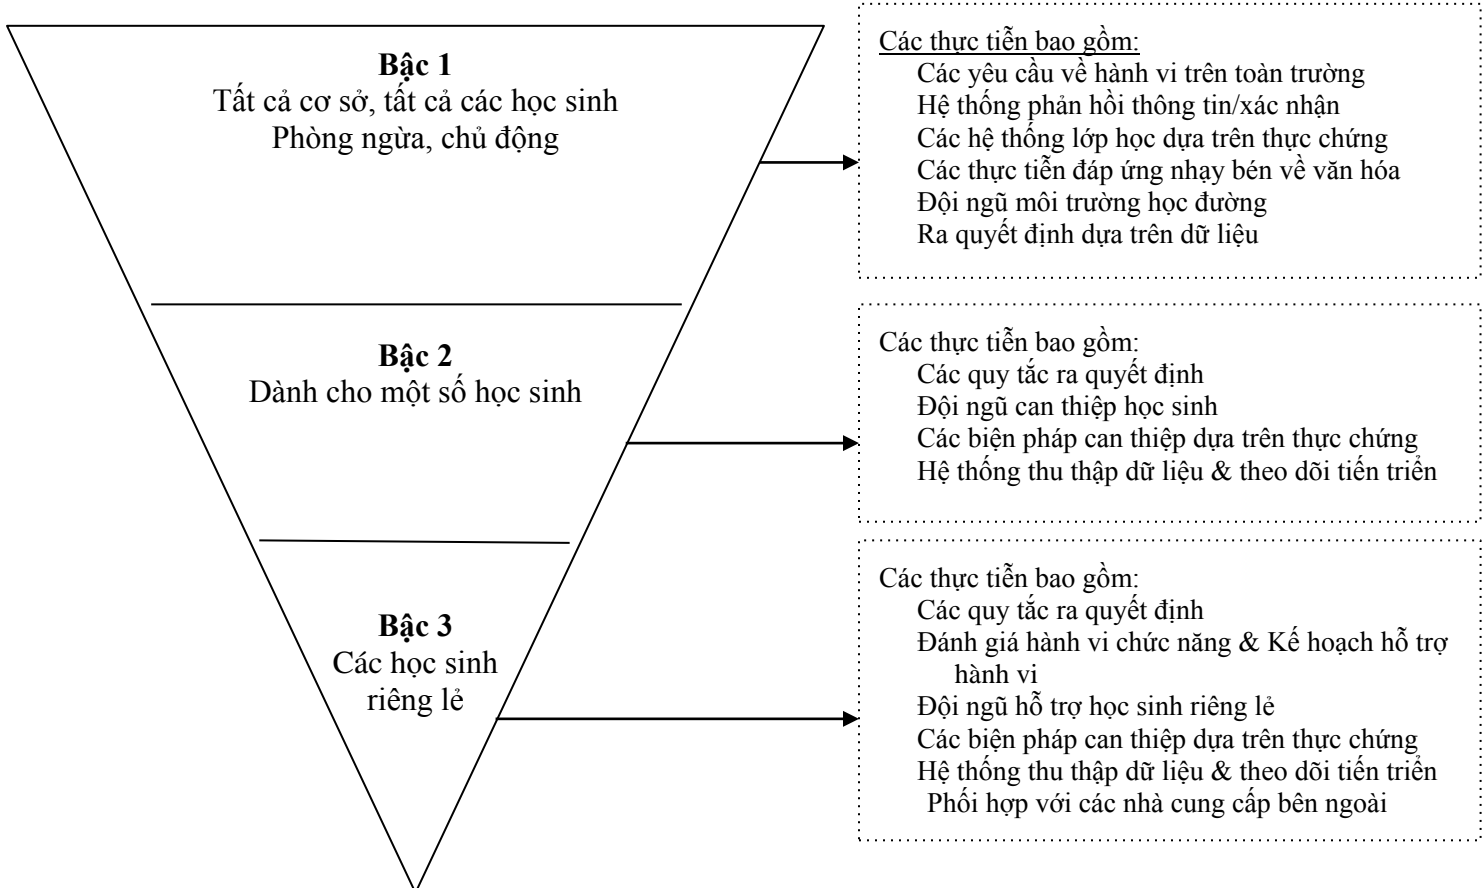 Bậc 1
Tất cả cơ sở, tất cả các học sinh
Phòng ngừa, chủ động
Các thực tiễn bao gồm:
Các yêu cầu về hành vi trên toàn trường
Hệ thống phản hồi thông tin/xác nhận
Các hệ thống lớp học dựa trên thực chứng
Các thực tiễn đáp ứng nhạy bén về văn hóa
Đội ngũ môi trường học đường
Ra quyết định dựa trên dữ liệu
Bậc 2
Dành cho một số học sinh
Các thực tiễn bao gồm:
Các quy tắc ra quyết định
Đội ngũ can thiệp học sinh
Các biện pháp can thiệp dựa trên thực chứng
Hệ thống thu thập dữ liệu & theo dõi tiến triển
Bậc 3
Các học sinh
riêng lẻ
Các thực tiễn bao gồm:
Các quy tắc ra quyết định
Đánh giá hành vi chức năng & Kế hoạch hỗ trợ
hành vi
Đội ngũ hỗ trợ học sinh riêng lẻ
Các biện pháp can thiệp dựa trên thực chứng
Hệ thống thu thập dữ liệu & theo dõi tiến triển
Phối hợp với các nhà cung cấp bên ngoài